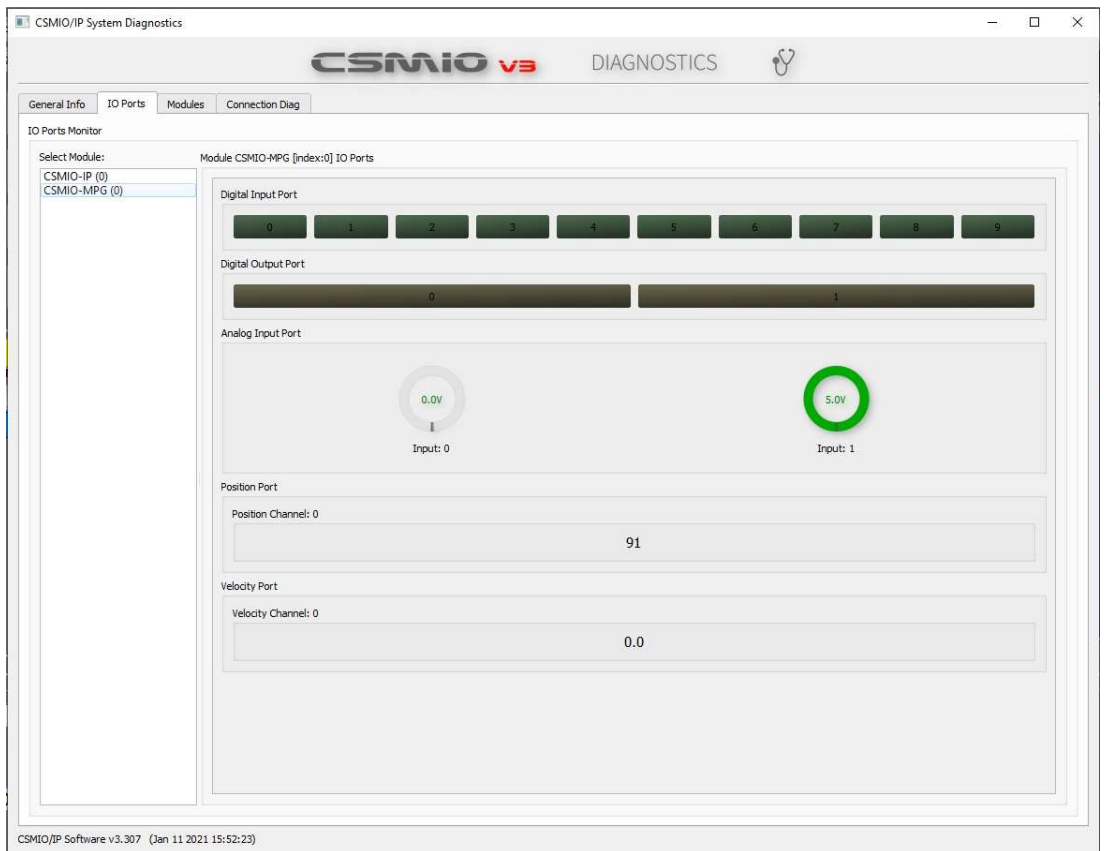 CSMIO/IP System Diagnostics
CSMIO V3 DIAGNOSTICS
General Info IO Ports Modules Connection Diag
IO Ports Monitor
Select Module:
CSMIO-IP (0)
CSMIO-MPG (0)
Module CSMIO-MPG [index:0] IO Ports
Digital Input Port
0 1 2 3 4 5 6 7 8 9
Digital Output Port
0 1
Analog Input Port
0.0V 5.0V
Input: 0 Input: 1
Position Port
Position Channel: 0
91
Velocity Port
Velocity Channel: 0
0.0
CSMIO/IP Software v3.307 (Jan 11 2021 15:52:23)